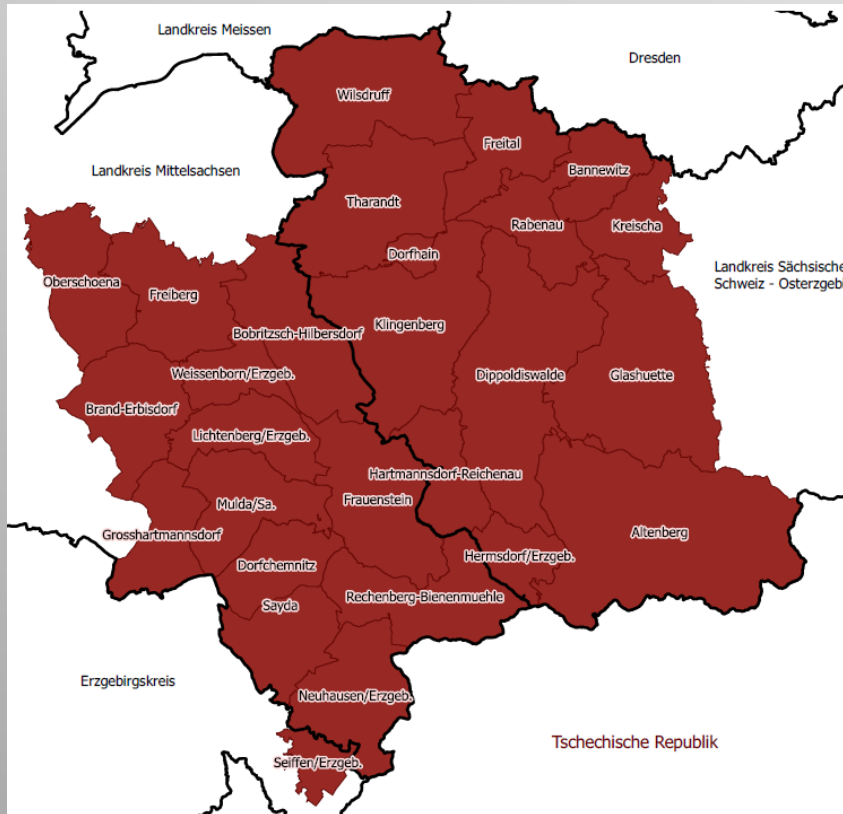 Landkreis Meissen
Dresden
Wilsdruff
Freital
Landkreis Mittelsachsen
Bannewitz
Tharandt
Rabenau
Kreischa
Dorfhain
Landkreis Sächsische
Schweiz - Osterzgebi
Oberschoena
Freiberg
Klingenberg
Bobritzsch-Hilbersdorf
Weissenborn/Erzgeb.
Dippoldiswalde
Glashuette
Brand-Erbisdorf
Lichtenberg/Erzgeb.
Hartmannsdorf-Reichenau
Mulda/Sa.
Frauenstein
Grosshartmannsdorf
Altenberg
Hermsdorf/Erzgeb.
Dorfchemnitz
Rechenberg-Bienenmuehle
Sayda
Erzgebirgskreis
Neuhausen/Erzgeb.
Tschechische Republik
Seiffen/Erzgeb.